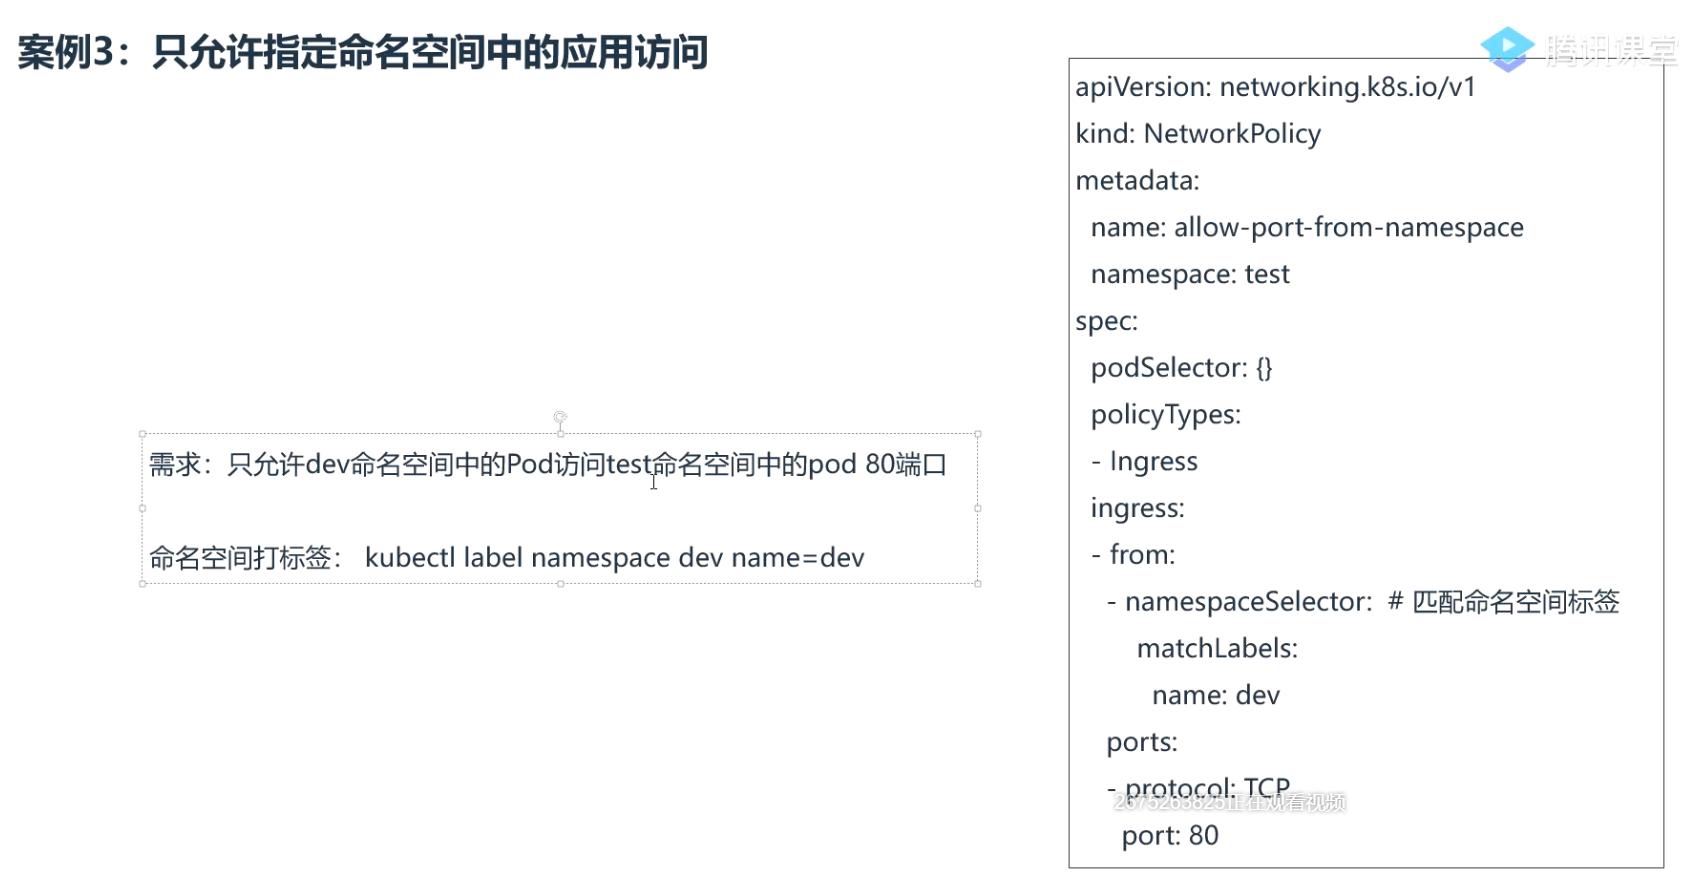 案例3：只允许指定命名空间中的应用访问
腾讯课堂
需求：只允许dev命名空间中的Pod访问test命名空间中的pod 80端口
命名空间打标签： kubectl label namespace dev name=dev
apiVersion: networking.k8s.io/v1
kind: NetworkPolicy
metadata:
  name: allow-port-from-namespace
  namespace: test
spec:
  podSelector: {}
  policyTypes:
  - Ingress
  ingress:
  - from:
    - namespaceSelector:  # 匹配命名空间标签
        matchLabels:
          name: dev
    ports:
    - protocol: TCP
2675263825正在观看视频
      port: 80